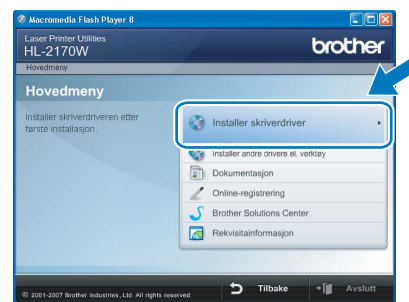 Macromedia Flash Player 8
Laser Printer Utilities
HL-2170W
brother
Hovedmeny
Hovedmeny
Installer skriverdriveren etter
første installasjon.
Installer skriverdriver
Installer andre drivere el. verktøy
Dokumentasjon
Online-registrering
Brother Solutions Center
Rekvisitainformasjon
© 2001-2007 Brother Industries, Ltd. All rights reserved.
Tilbake
Avslutt